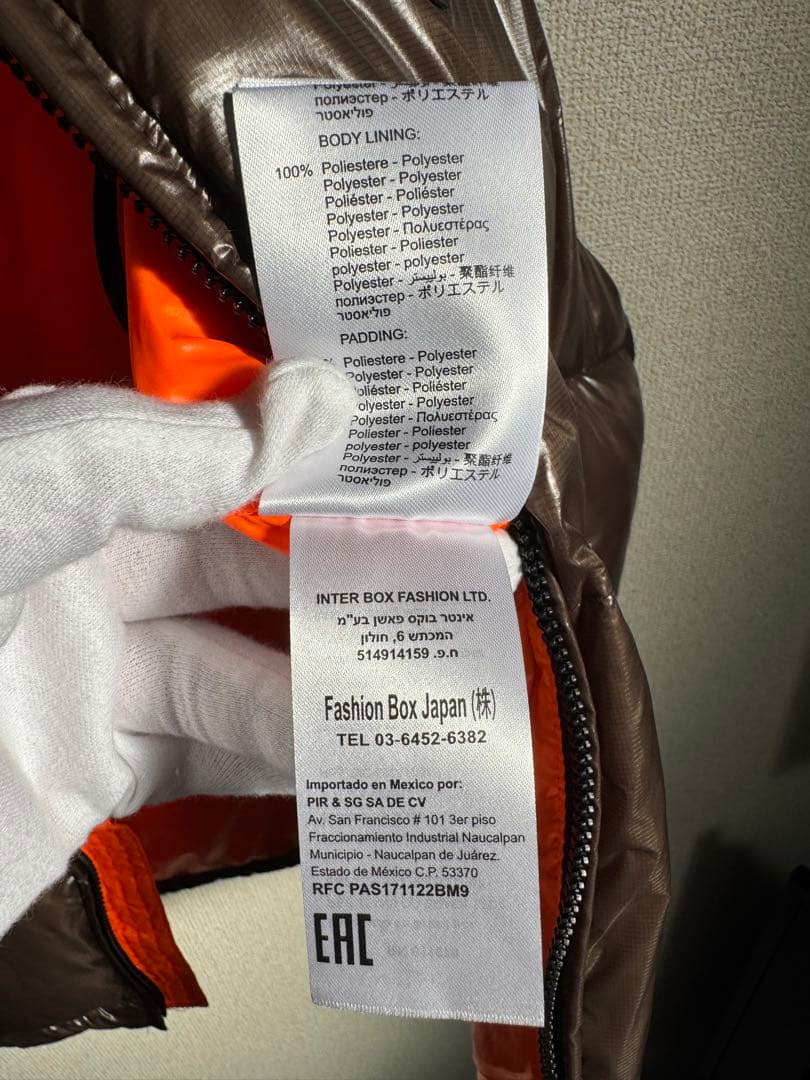 полиэстер - ポリエステル
פוליאסטר
BODY LINING:
100% Poliestere - Polyester
Polyester - Polyester
Poliéster - Poliéster
Polyester - Polyester
Polyester - Πολυεστέρας
Poliester - Poliester
polyester - polyester
Polyester - بوليستر - 聚酯纤维
полиэстер - ポリエステル
פוליאסטר
PADDING:
% Poliestere - Polyester
Polyester - Polyester
Poliéster - Poliéster
Polyester - Polyester
Polyester - Πολυεστέρας
Poliester - Poliester
polyester - polyester
Polyester - بوليستر - 聚酯纤维
полиэстер - ポリエステル
פוליאסטר
INTER BOX FASHION LTD.
אינטר בוקס פאשן בע"מ
המכתש 6, חולון
ח.פ. 514914159
Fashion Box Japan (株)
TEL 03-6452-6382
Importado en Mexico por:
PIR & SG SA DE CV
Av. San Francisco # 101 3er piso
Fraccionamiento Industrial Naucalpan
Municipio - Naucalpan de Juárez.
Estado de México C.P. 53370
RFC PAS171122BM9
EAC